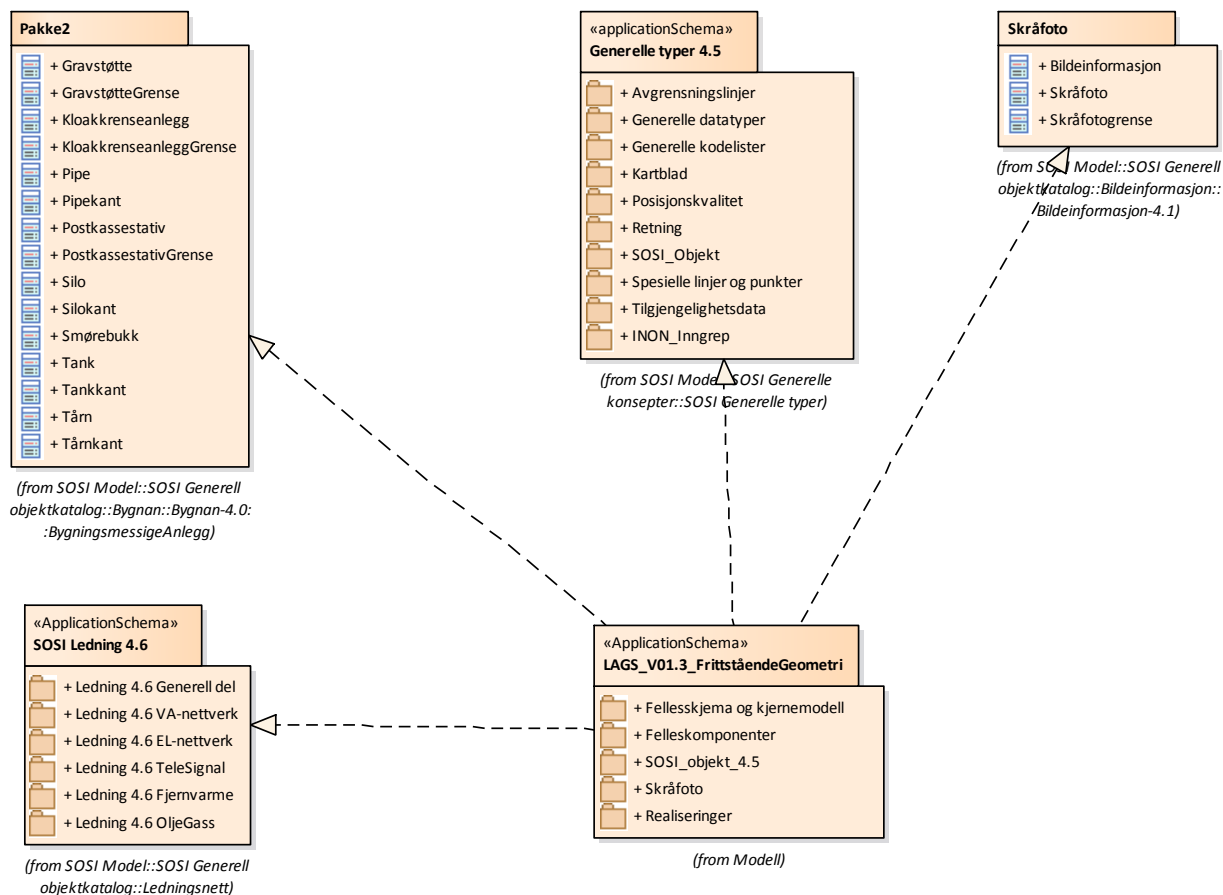 Pakke2
+ Gravstøtte
+ GravstøtteGrense
+ Kloakkrenseanlegg
+ KloakkrenseanleggGrense
+ Pipe
+ Pipekant
+ Postkassestativ
+ PostkassestativGrense
+ Silo
+ Silokant
+ Smørebukk
+ Tank
+ Tankkant
+ Tårn
+ Tårnkant
(from SOSI Model::SOSI Generell
objektkatalog::Bygnan::Bygnan-4.0:
:BygningsmessigeAnlegg)
«applicationSchema»
Generelle typer 4.5
+ Avgrensningslinjer
+ Generelle datatyper
+ Generelle kodelister
+ Kartblad
+ Posisjonskvalitet
+ Retning
+ SOSI_Objekt
+ Spesielle linjer og punkter
+ Tilgjengelighetsdata
+ INON_Inngrep
(from SOSI Model::SOSI Generelle
konsepter::SOSI Generelle typer)
Skråfoto
+ Bildeinformasjon
+ Skråfoto
+ Skråfotogrense
(from SOSI Model::SOSI Generell
objektkatalog::Bildeinformasjon::
Bildeinformasjon-4.1)
«ApplicationSchema»
SOSI Ledning 4.6
+ Ledning 4.6 Generell del
+ Ledning 4.6 VA-nettverk
+ Ledning 4.6 EL-nettverk
+ Ledning 4.6 TeleSignal
+ Ledning 4.6 Fjernvarme
+ Ledning 4.6 OljeGass
(from SOSI Model::SOSI Generell
objektkatalog::Ledningsnett)
«ApplicationSchema»
LAGS_V01.3_FrittståendeGeometri
+ Fellesskjema og kjernemodell
+ Felleskomponenter
+ SOSI_objekt_4.5
+ Skråfoto
+ Realiseringer
(from Modell)